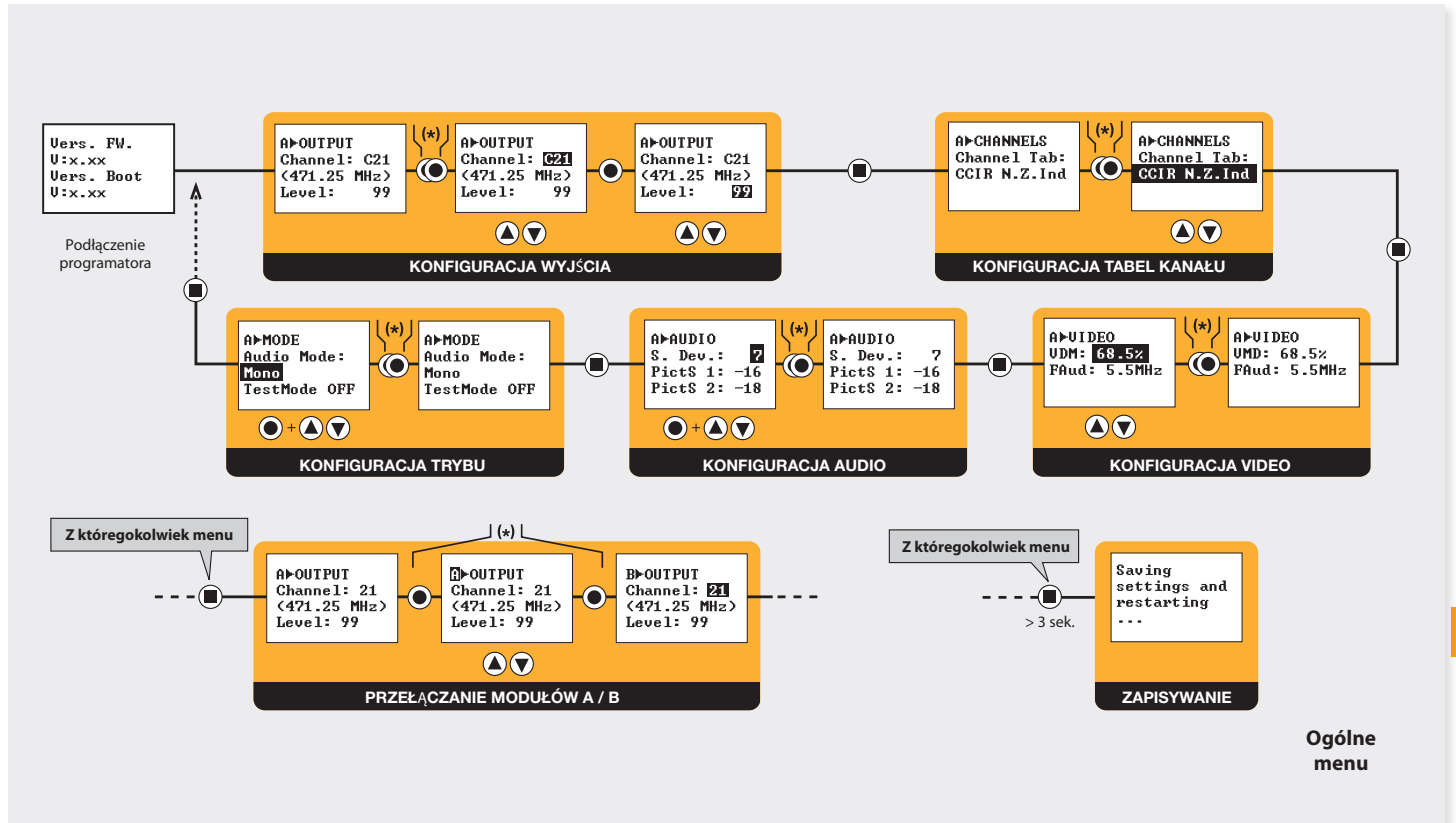 Vers. FW.
V:x.xx
Vers. Boot
V:x.xx
Podłączenie
programatora
A▶OUTPUT
Channel: C21
(471.25 MHz)
Level: 99
(*)
A▶OUTPUT
Channel: C21
(471.25 MHz)
Level: 99
A▶OUTPUT
Channel: C21
(471.25 MHz)
Level: 99
KONFIGURACJA WYJŚCIA
A▶CHANNELS
Channel Tab:
CCIR N.Z.Ind
(*)
A▶CHANNELS
Channel Tab:
CCIR N.Z.Ind
KONFIGURACJA TABEL KANAŁU
A▶MODE
Audio Mode:
Mono
TestMode OFF
(*)
A▶MODE
Audio Mode:
Mono
TestMode OFF
+
KONFIGURACJA TRYBU
A▶AUDIO
S. Dev.: 7
PictS 1: -16
PictS 2: -18
(*)
A▶AUDIO
S. Dev.: 7
PictS 1: -16
PictS 2: -18
+
KONFIGURACJA AUDIO
A▶VIDEO
VDM: 68.5%
FAud: 5.5MHz
(*)
A▶VIDEO
VMD: 68.5%
FAud: 5.5MHz
KONFIGURACJA VIDEO
Z któregokolwiek menu
A▶OUTPUT
Channel: 21
(471.25 MHz)
Level: 99
(*)
A▶OUTPUT
Channel: 21
(471.25 MHz)
Level: 99
B▶OUTPUT
Channel: 21
(471.25 MHz)
Level: 99
PRZEŁĄCZANIE MODUŁÓW A / B
Z któregokolwiek menu
> 3 sek.
Saving
settings and
restarting
...
ZAPISYWANIE
Ogólne
menu